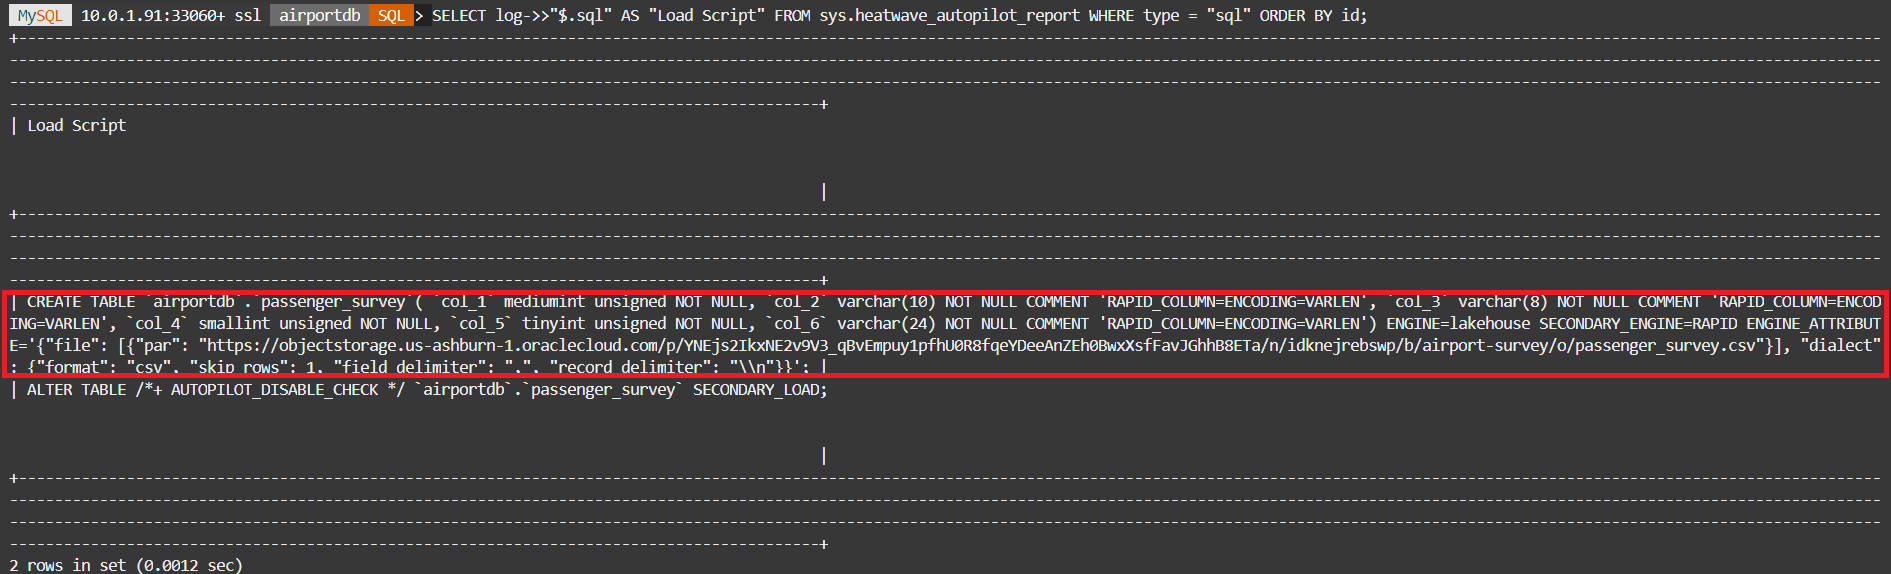 MySQL 10.0.1.91:33060+ ssl airportdb SQL > SELECT log->>"$.sql" AS "Load Script" FROM sys.heatwave_autopilot_report WHERE type = "sql" ORDER BY id;
| Load Script
|
| CREATE TABLE `airportdb`.`passenger_survey`( `col_1` mediumint unsigned NOT NULL, `col_2` varchar(10) NOT NULL COMMENT 'RAPID_COLUMN=ENCODING=VARLEN', `col_3` varchar(8) NOT NULL COMMENT 'RAPID_COLUMN=ENCOD
ING=VARLEN', `col_4` smallint unsigned NOT NULL, `col_5` tinyint unsigned NOT NULL, `col_6` varchar(24) NOT NULL COMMENT 'RAPID_COLUMN=ENCODING=VARLEN') ENGINE=lakehouse SECONDARY_ENGINE=RAPID ENGINE_ATTRIBUT
E='{"file": [{"par": "https://objectstorage.us-ashburn-1.oraclecloud.com/p/YNEjs2IkxNE2v9V3_qBvEmpuy1pfhU0R8fqeYDeeAnZEh0BwxXsfFavJGhhB8ETa/n/idknejrebswp/b/airport-survey/o/passenger_survey.csv"}], "dialect"
: {"format": "csv", "skip_rows": 1, "field_delimiter": ",", "record_delimiter": "\\n"}}'; |
| ALTER TABLE /*+ AUTOPILOT_DISABLE_CHECK */ `airportdb`.`passenger_survey` SECONDARY_LOAD;
|
2 rows in set (0.0012 sec)